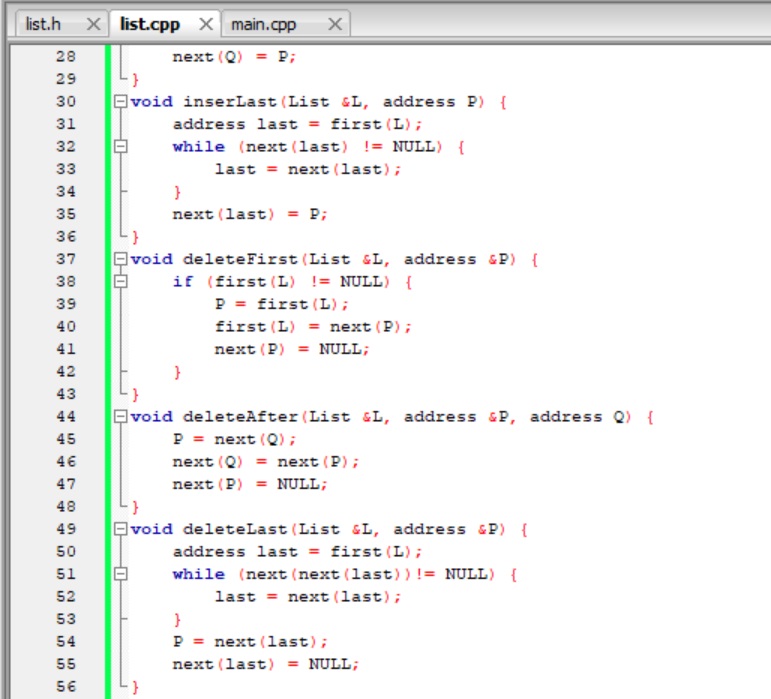 list.h × list.cpp × main.cpp ×
28 next(Q) = P;
29 }
30 void inserLast(List &L, address P) {
31 address last = first(L);
32 while (next(last) != NULL) {
33 last = next(last);
34 }
35 next(last) = P;
36 }
37 void deleteFirst(List &L, address &P) {
38 if (first(L) != NULL) {
39 P = first(L);
40 first(L) = next(P);
41 next(P) = NULL;
42 }
43 }
44 void deleteAfter(List &L, address &P, address Q) {
45 P = next(Q);
46 next(Q) = next(P);
47 next(P) = NULL;
48 }
49 void deleteLast(List &L, address &P) {
50 address last = first(L);
51 while (next(next(last))!= NULL) {
52 last = next(last);
53 }
54 P = next(last);
55 next(last) = NULL;
56 }